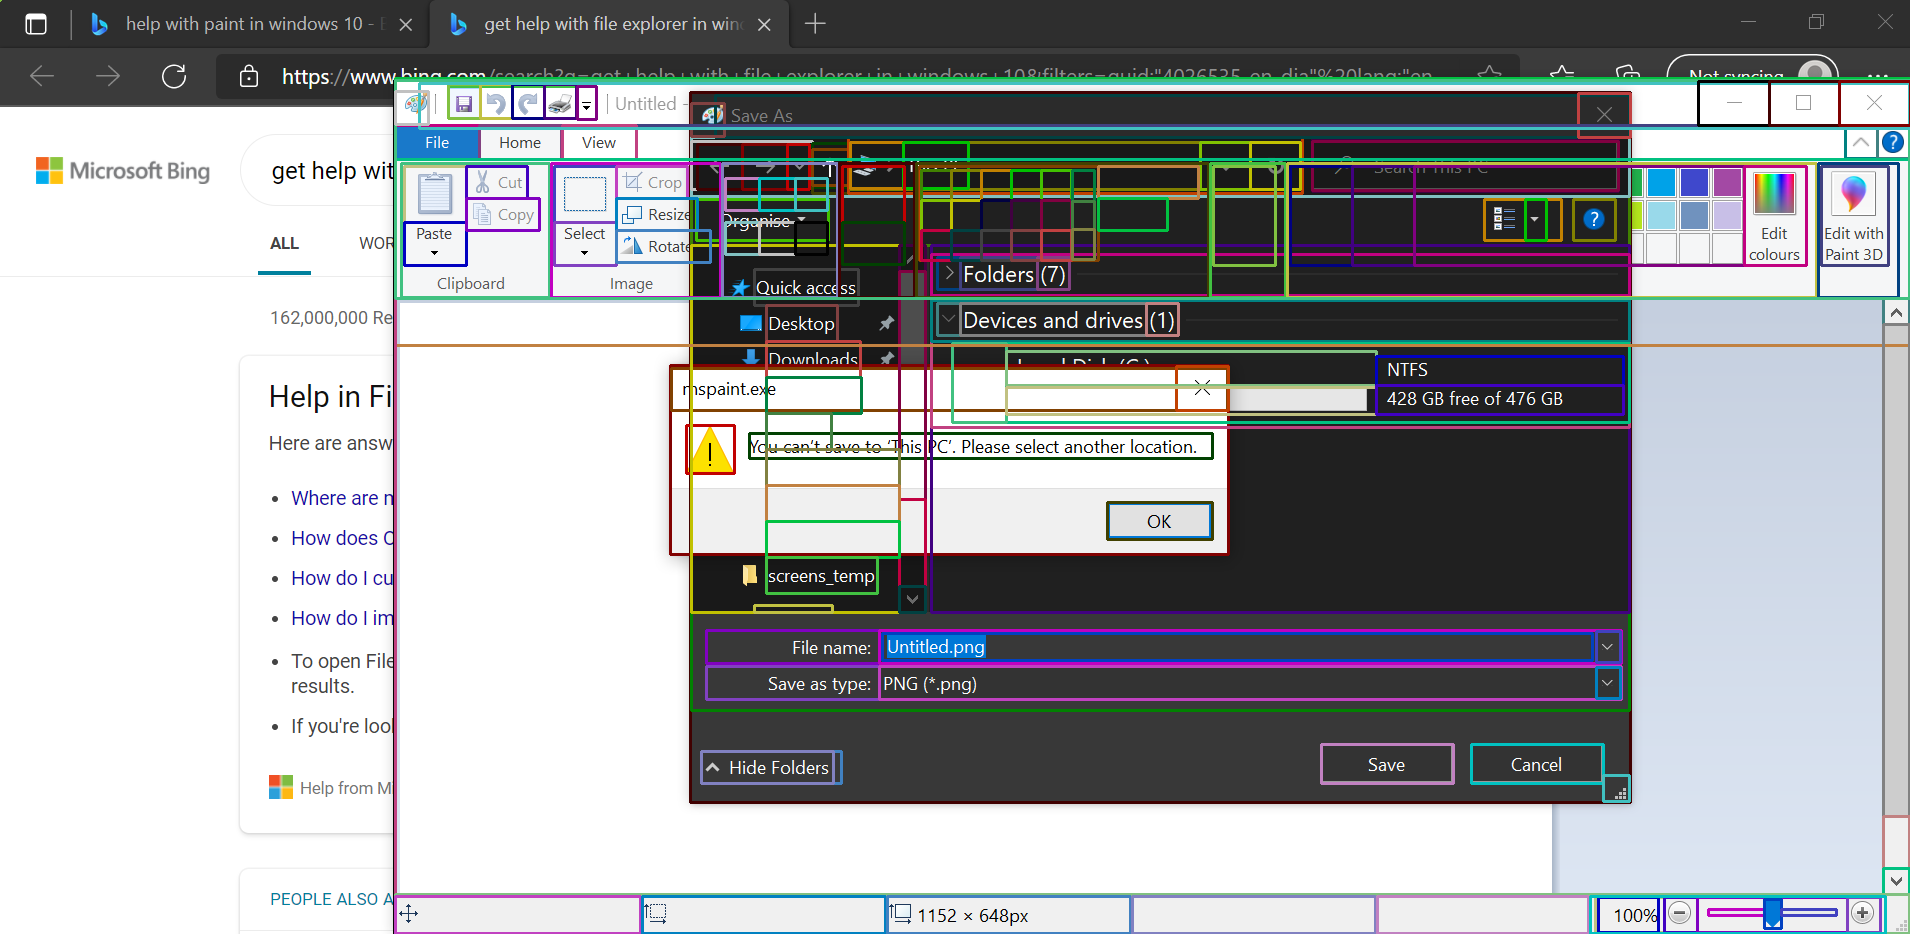 help with paint in windows 10 -
get help with file explorer in win
https://www.bing.com/search?q=get+help+with+file+explorer+in+windows+10&filters=guid:"4026535-en-dia"%20lang:"en
Not syncing
Untitled -
Save As
File
Home
View
Microsoft Bing
get help wit
Cut
Copy
Paste
Clipboard
Crop
Resize
Rotate
Select
Image
Search This PC
Organise
Edit colours
Edit with Paint 3D
ALL
WOR
Quick access
Folders (7)
162,000,000 Re
Desktop
Devices and drives (1)
Downloads
NTFS
428 GB free of 476 GB
mspaint.exe
You can't save to 'This PC'. Please select another location.
OK
Help in Fi
Here are answ
Where are m
How does C
How do I cu
How do I im
To open File
results.
If you're loo
Help from Mi
screens_temp
File name:
Untitled.png
Save as type:
PNG (*.png)
Hide Folders
Save
Cancel
PEOPLE ALSO A
1152 × 648px
100%